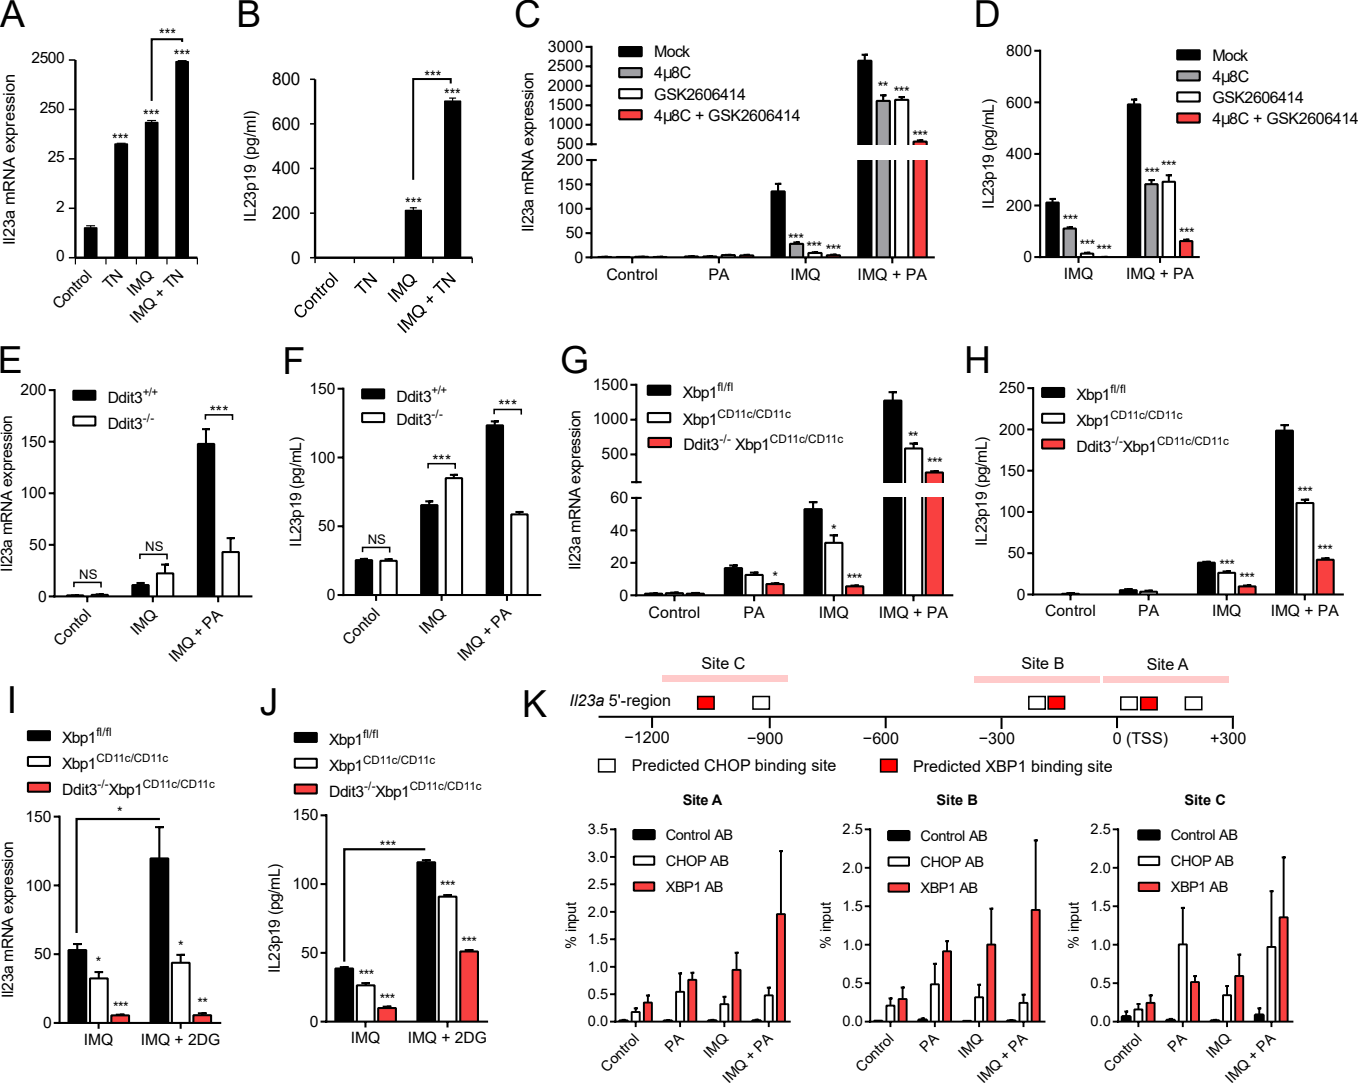 A
Il23a mRNA expression
2500
250
25
2
0
***
***
***
***
Control
TN
IMQ
IMQ + TN
B
IL23p19 (pg/ml)
800
600
400
200
0
***
***
***
Control
TN
IMQ
IMQ + TN
C
Il23a mRNA expression
3000
2500
2000
1500
1000
500
200
150
100
50
0
Mock
4µ8C
GSK2606414
4µ8C + GSK2606414
*** *** ***
** *** ***
Control PA IMQ IMQ + PA
D
IL23p19 (pg/mL)
800
600
400
200
0
Mock
4µ8C
GSK2606414
4µ8C + GSK2606414
*** *** ***
*** *** ***
IMQ IMQ + PA
E
Il23a mRNA expression
200
150
100
50
0
Ddit3+/+
Ddit3-/-
NS
NS
***
Contol
IMQ
IMQ + PA
F
IL23p19 (pg/mL)
150
100
50
0
Ddit3+/+
Ddit3-/-
NS
***
***
Contol
IMQ
IMQ + PA
G
Il23a mRNA expression
1500
1000
500
60
40
20
0
Xbp1fl/fl
Xbp1CD11c/CD11c
Ddit3-/- Xbp1CD11c/CD11c
*
* ***
** ***
Control PA IMQ IMQ + PA
H
IL23p19 (pg/mL)
250
200
150
100
50
0
Xbp1fl/fl
Xbp1CD11c/CD11c
Ddit3-/-Xbp1CD11c/CD11c
*** ***
*** ***
Control PA IMQ IMQ + PA
I
Il23a mRNA expression
Xbp1fl/fl
Xbp1CD11c/CD11c
Ddit3-/-Xbp1CD11c/CD11c
150
100
50
0
*
* ***
* **
IMQ IMQ + 2DG
J
IL23p19 (pg/mL)
Xbp1fl/fl
Xbp1CD11c/CD11c
Ddit3-/-Xbp1CD11c/CD11c
150
100
50
0
***
*** ***
*** ***
IMQ IMQ + 2DG
K
Site C Site B Site A
Il23a 5'-region
−1200 −900 −600 −300 0 (TSS) +300
Predicted CHOP binding site Predicted XBP1 binding site
Site A
% input
3.5
3.0
2.5
2.0
1.5
1.0
0.5
0.0
Control AB
CHOP AB
XBP1 AB
Control
PA
IMQ
IMQ + PA
Site B
% input
2.5
2.0
1.5
1.0
0.5
0.0
Control AB
CHOP AB
XBP1 AB
Control
PA
IMQ
IMQ + PA
Site C
% input
2.5
2.0
1.5
1.0
0.5
0.0
Control AB
CHOP AB
XBP1 AB
Control
PA
IMQ
IMQ + PA